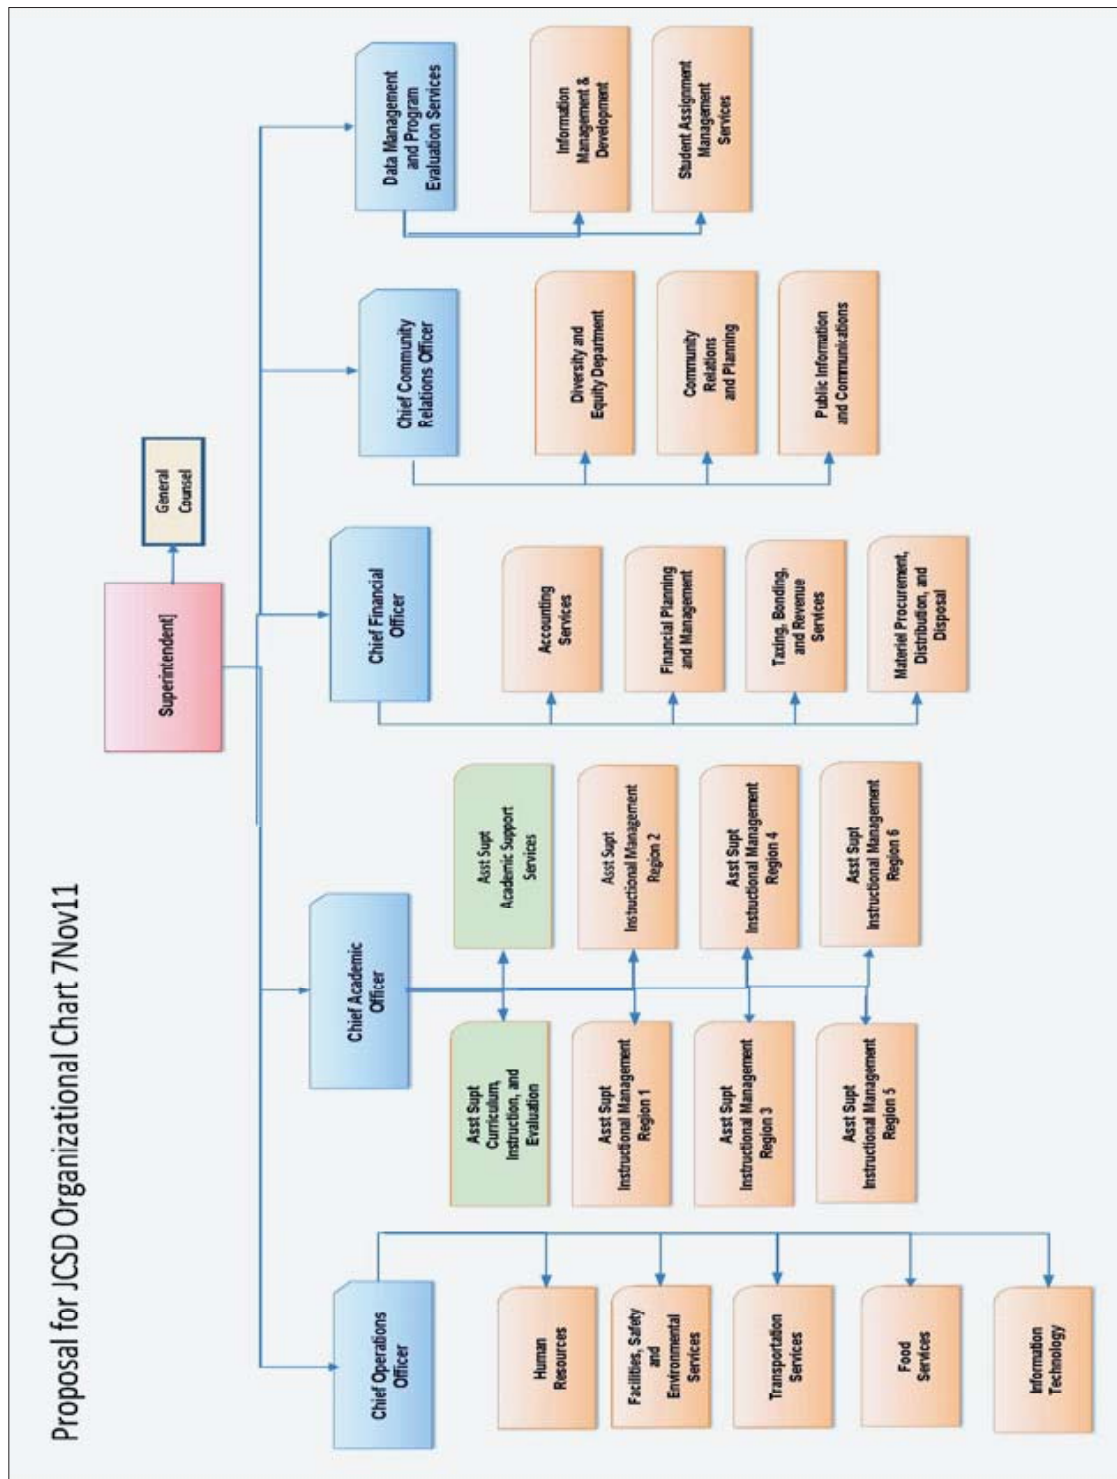 Proposal for JCSD Organizational Chart 7Nov11
Superintendent]
General
Counsel
Chief Operations
Officer
Human
Resources
Facilities, Safety
and
Environmental
Services
Transportation
Services
Food
Services
Information
Technology
Chief Academic
Officer
Asst Supt
Curriculum,
Instruction, and
Evaluation
Asst Supt
Academic Support
Services
Asst Supt
Instructional Management
Region 1
Asst Supt
Instructional Management
Region 2
Asst Supt
Instructional Management
Region 3
Asst Supt
Instructional Management
Region 4
Asst Supt
Instructional Management
Region 5
Asst Supt
Instructional Management
Region 6
Chief Financial
Officer
Accounting
Services
Financial Planning
and Management
Taxing, Bonding,
and Revenue
Services
Materiel Procurement,
Distribution, and
Disposal
Chief Community
Relations Officer
Diversity and
Equity Department
Community
Relations
and Planning
Public Information
and Communications
Data Management
and Program
Evaluation Services
Information
Management &
Development
Student Assignment
Management
Services